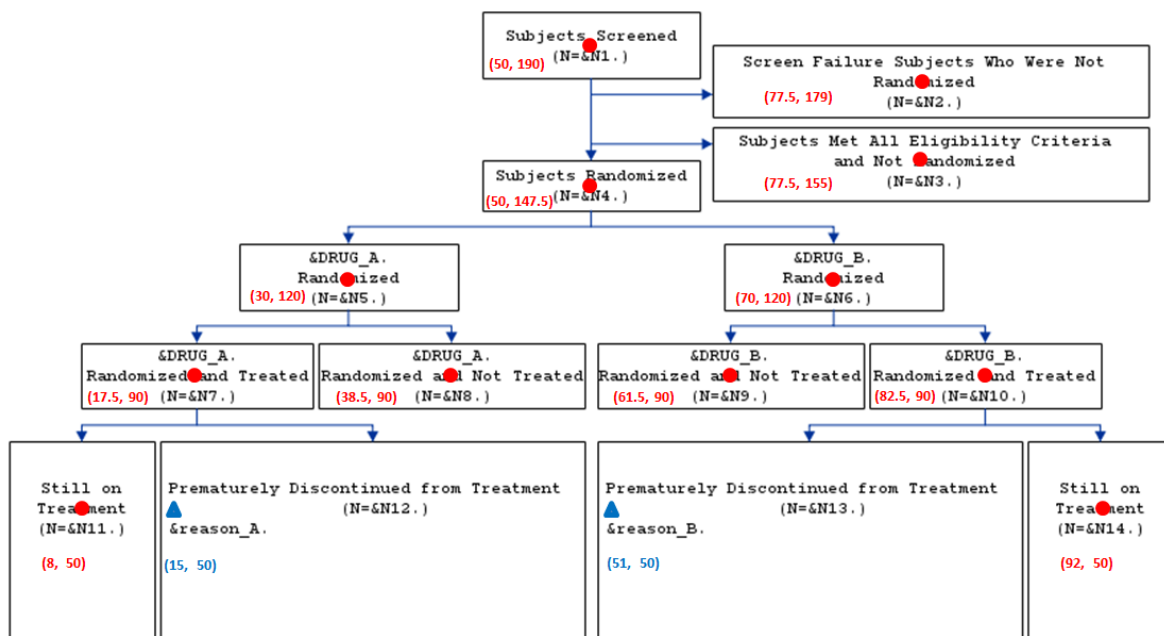 Subjects Screened
(N=&N1.)
(50, 190)
Screen Failure Subjects Who Were Not
Randomized
(N=&N2.)
(77.5, 179)
Subjects Met All Eligibility Criteria
and Not Randomized
(N=&N3.)
(77.5, 155)
Subjects Randomized
(N=&N4.)
(50, 147.5)
&DRUG_A.
Randomized
(N=&N5.)
(30, 120)
&DRUG_B.
Randomized
(N=&N6.)
(70, 120)
&DRUG_A.
Randomized and Treated
(N=&N7.)
(17.5, 90)
&DRUG_A.
Randomized and Not Treated
(N=&N8.)
(38.5, 90)
&DRUG_B.
Randomized and Not Treated
(N=&N9.)
(61.5, 90)
&DRUG_B.
Randomized and Treated
(N=&N10.)
(82.5, 90)
Still on
Treatment
(N=&N11.)
(8, 50)
Prematurely Discontinued from Treatment
(N=&N12.)
&reason_A.
(15, 50)
Prematurely Discontinued from Treatment
(N=&N13.)
&reason_B.
(51, 50)
Still on
Treatment
(N=&N14.)
(92, 50)